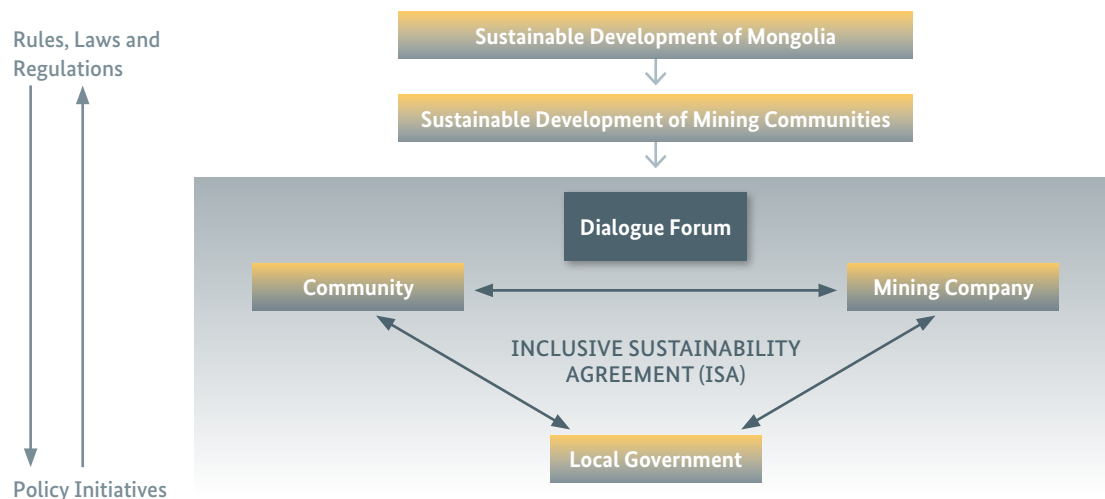 Rules, Laws and
Regulations
Sustainable Development of Mongolia
Sustainable Development of Mining Communities
Dialogue Forum
Community
Mining Company
INCLUSIVE SUSTAINABILITY
AGREEMENT (ISA)
Local Government
Policy Initiatives